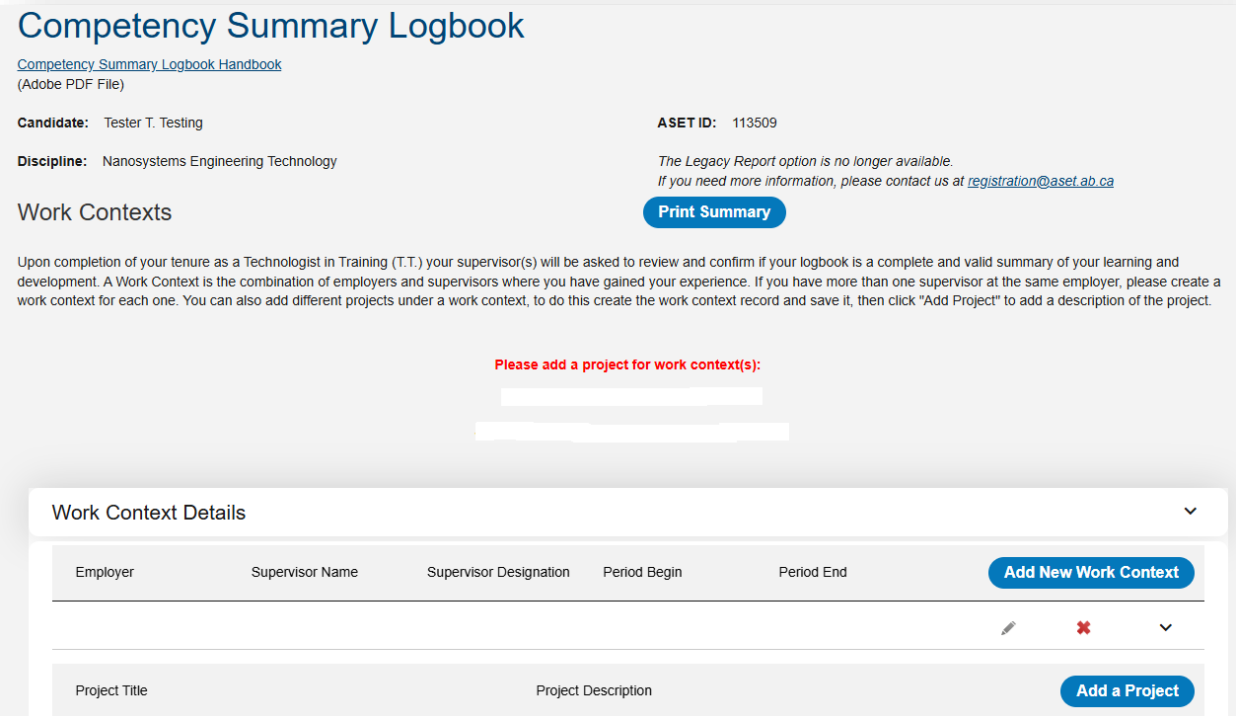 Competency Summary Logbook
Competency Summary Logbook Handbook
(Adobe PDF File)
Candidate: Tester T. Testing
ASET ID: 113509
Discipline: Nanosystems Engineering Technology
The Legacy Report option is no longer available.
If you need more information, please contact us at registration@aset.ab.ca
Work Contexts
Print Summary
Upon completion of your tenure as a Technologist in Training (T.T.) your supervisor(s) will be asked to review and confirm if your logbook is a complete and valid summary of your learning and
development. A Work Context is the combination of employers and supervisors where you have gained your experience. If you have more than one supervisor at the same employer, please create a
work context for each one. You can also add different projects under a work context, to do this create the work context record and save it, then click "Add Project" to add a description of the project.
Please add a project for work context(s):
Work Context Details
Employer Supervisor Name Supervisor Designation Period Begin Period End Add New Work Context
Project Title Project Description Add a Project